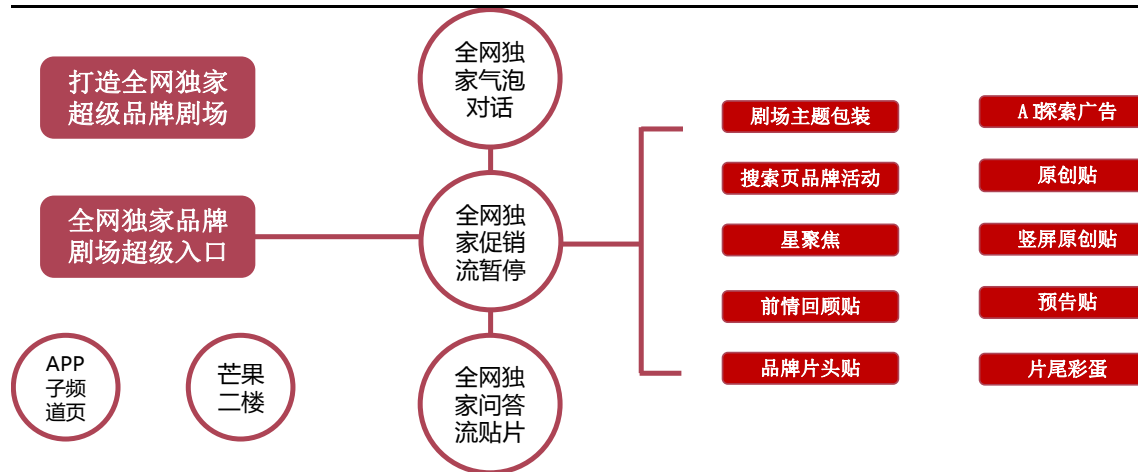 打造全网独家
超级品牌剧场
全网独家品牌
剧场超级入口
APP
子频
道页
芒果
二楼
全网独
家气泡
对话
全网独
家促销
流暂停
全网独
家问答
流贴片
剧场主题包装
搜索页品牌活动
星聚焦
前情回顾贴
品牌片头贴
AI探索广告
原创贴
竖屏原创贴
预告贴
片尾彩蛋